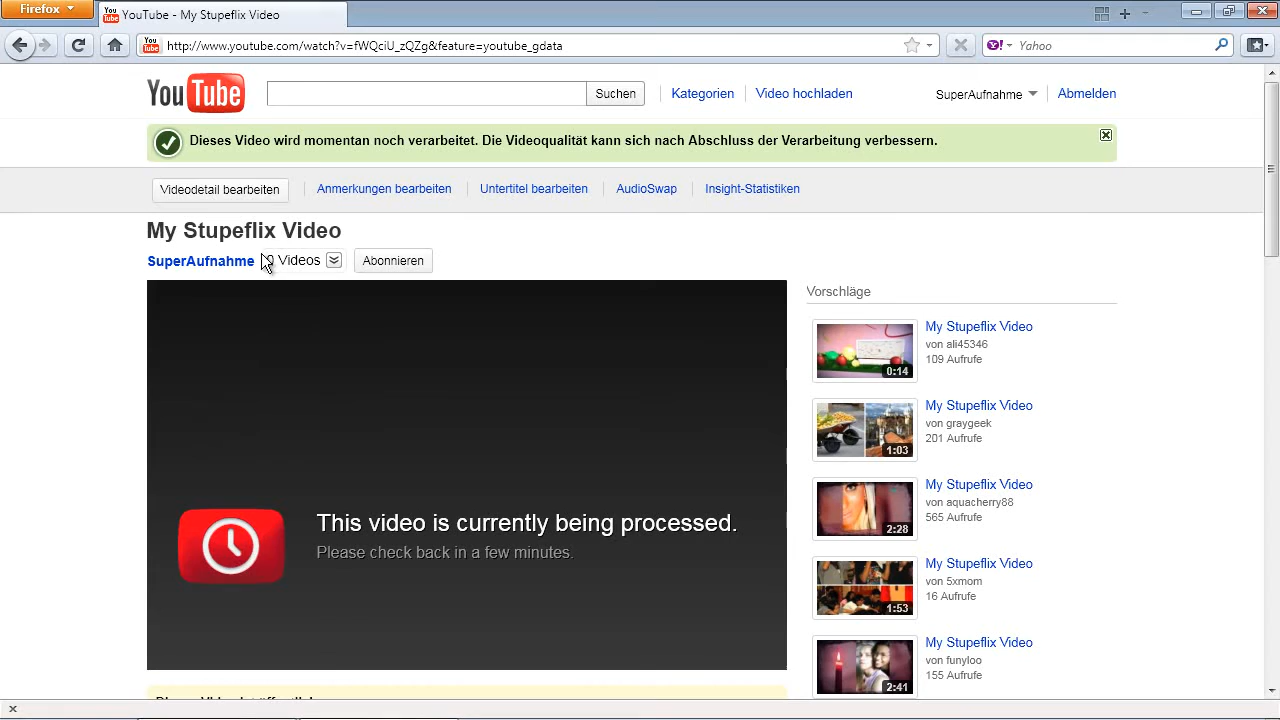 Firefox
YouTube - My Stupeflix Video
http://www.youtube.com/watch?v=fWQciU_zQZg&feature=youtube_gdata
Yahoo
YouTube
Suchen
Kategorien
Video hochladen
SuperAufnahme
Abmelden
Dieses Video wird momentan noch verarbeitet. Die Videoqualität kann sich nach Abschluss der Verarbeitung verbessern.
Videodetail bearbeiten
Anmerkungen bearbeiten
Untertitel bearbeiten
AudioSwap
Insight-Statistiken
My Stupeflix Video
SuperAufnahme
Videos
Abonnieren
This video is currently being processed.
Please check back in a few minutes.
Vorschläge
My Stupeflix Video
von ali45346
109 Aufrufe
0:14
My Stupeflix Video
von graygeek
201 Aufrufe
1:03
My Stupeflix Video
von aquacherry88
565 Aufrufe
2:28
My Stupeflix Video
von 5xmom
16 Aufrufe
1:53
My Stupeflix Video
von funyloo
155 Aufrufe
2:41